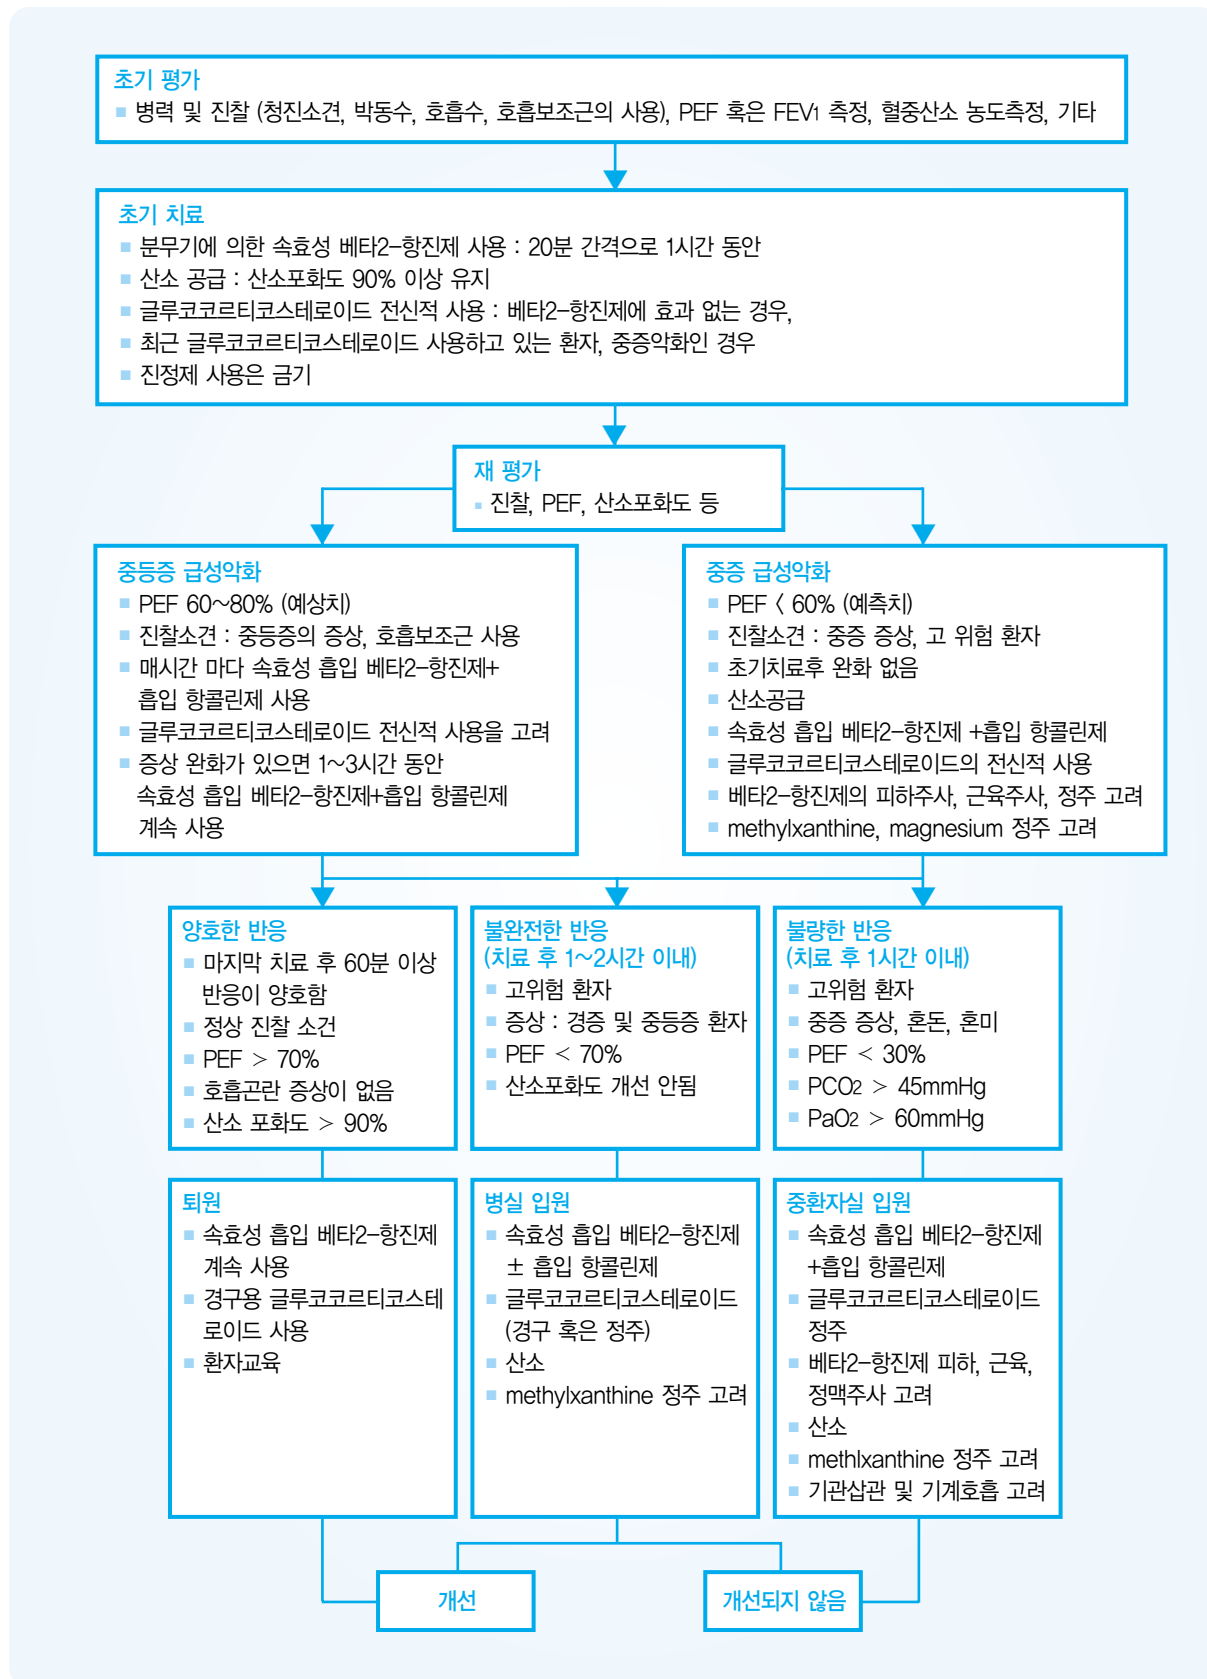 초기 평가
병력 및 진찰 (청진소견, 박동수, 호흡수, 호흡보조근의 사용), PEF 혹은 FEV1 측정, 혈중산소 농도측정, 기타
초기 치료
분무기에 의한 속효성 베타2-항진제 사용 : 20분 간격으로 1시간 동안
산소 공급 : 산소포화도 90% 이상 유지
글루코코르티코스테로이드 전신적 사용 : 베타2-항진제에 효과 없는 경우,
최근 글루코코르티코스테로이드 사용하고 있는 환자, 중증악화인 경우
진정제 사용은 금기
재 평가
진찰, PEF, 산소포화도 등
중등증 급성악화
PEF 60~80% (예상치)
진찰소견 : 중등증의 증상, 호흡보조근 사용
매시간 마다 속효성 흡입 베타2-항진제+
흡입 항콜린제 사용
글루코코르티코스테로이드 전신적 사용을 고려
증상 완화가 있으면 1~3시간 동안
속효성 흡입 베타2-항진제+흡입 항콜린제
계속 사용
중증 급성악화
PEF < 60% (예측치)
진찰소견 : 중증 증상, 고 위험 환자
초기치료후 완화 없음
산소공급
속효성 흡입 베타2-항진제 +흡입 항콜린제
글루코코르티코스테로이드의 전신적 사용
베타2-항진제의 피하주사, 근육주사, 정주 고려
methylxanthine, magnesium 정주 고려
양호한 반응
마지막 치료 후 60분 이상
반응이 양호함
정상 진찰 소건
PEF > 70%
호흡곤란 증상이 없음
산소 포화도 > 90%
불완전한 반응
(치료 후 1~2시간 이내)
고위험 환자
증상 : 경증 및 중등증 환자
PEF < 70%
산소포화도 개선 안됨
불량한 반응
(치료 후 1시간 이내)
고위험 환자
중증 증상, 혼돈, 혼미
PEF < 30%
PCO2 > 45mmHg
PaO2 > 60mmHg
퇴원
속효성 흡입 베타2-항진제
계속 사용
경구용 글루코코르티코스테
로이드 사용
환자교육
병실 입원
속효성 흡입 베타2-항진제
± 흡입 항콜린제
글루코코르티코스테로이드
(경구 혹은 정주)
산소
methylxanthine 정주 고려
중환자실 입원
속효성 흡입 베타2-항진제
+흡입 항콜린제
글루코코르티코스테로이드
정주
베타2-항진제 피하, 근육,
정맥주사 고려
산소
methlxanthine 정주 고려
기관삽관 및 기계호흡 고려
개선
개선되지 않음